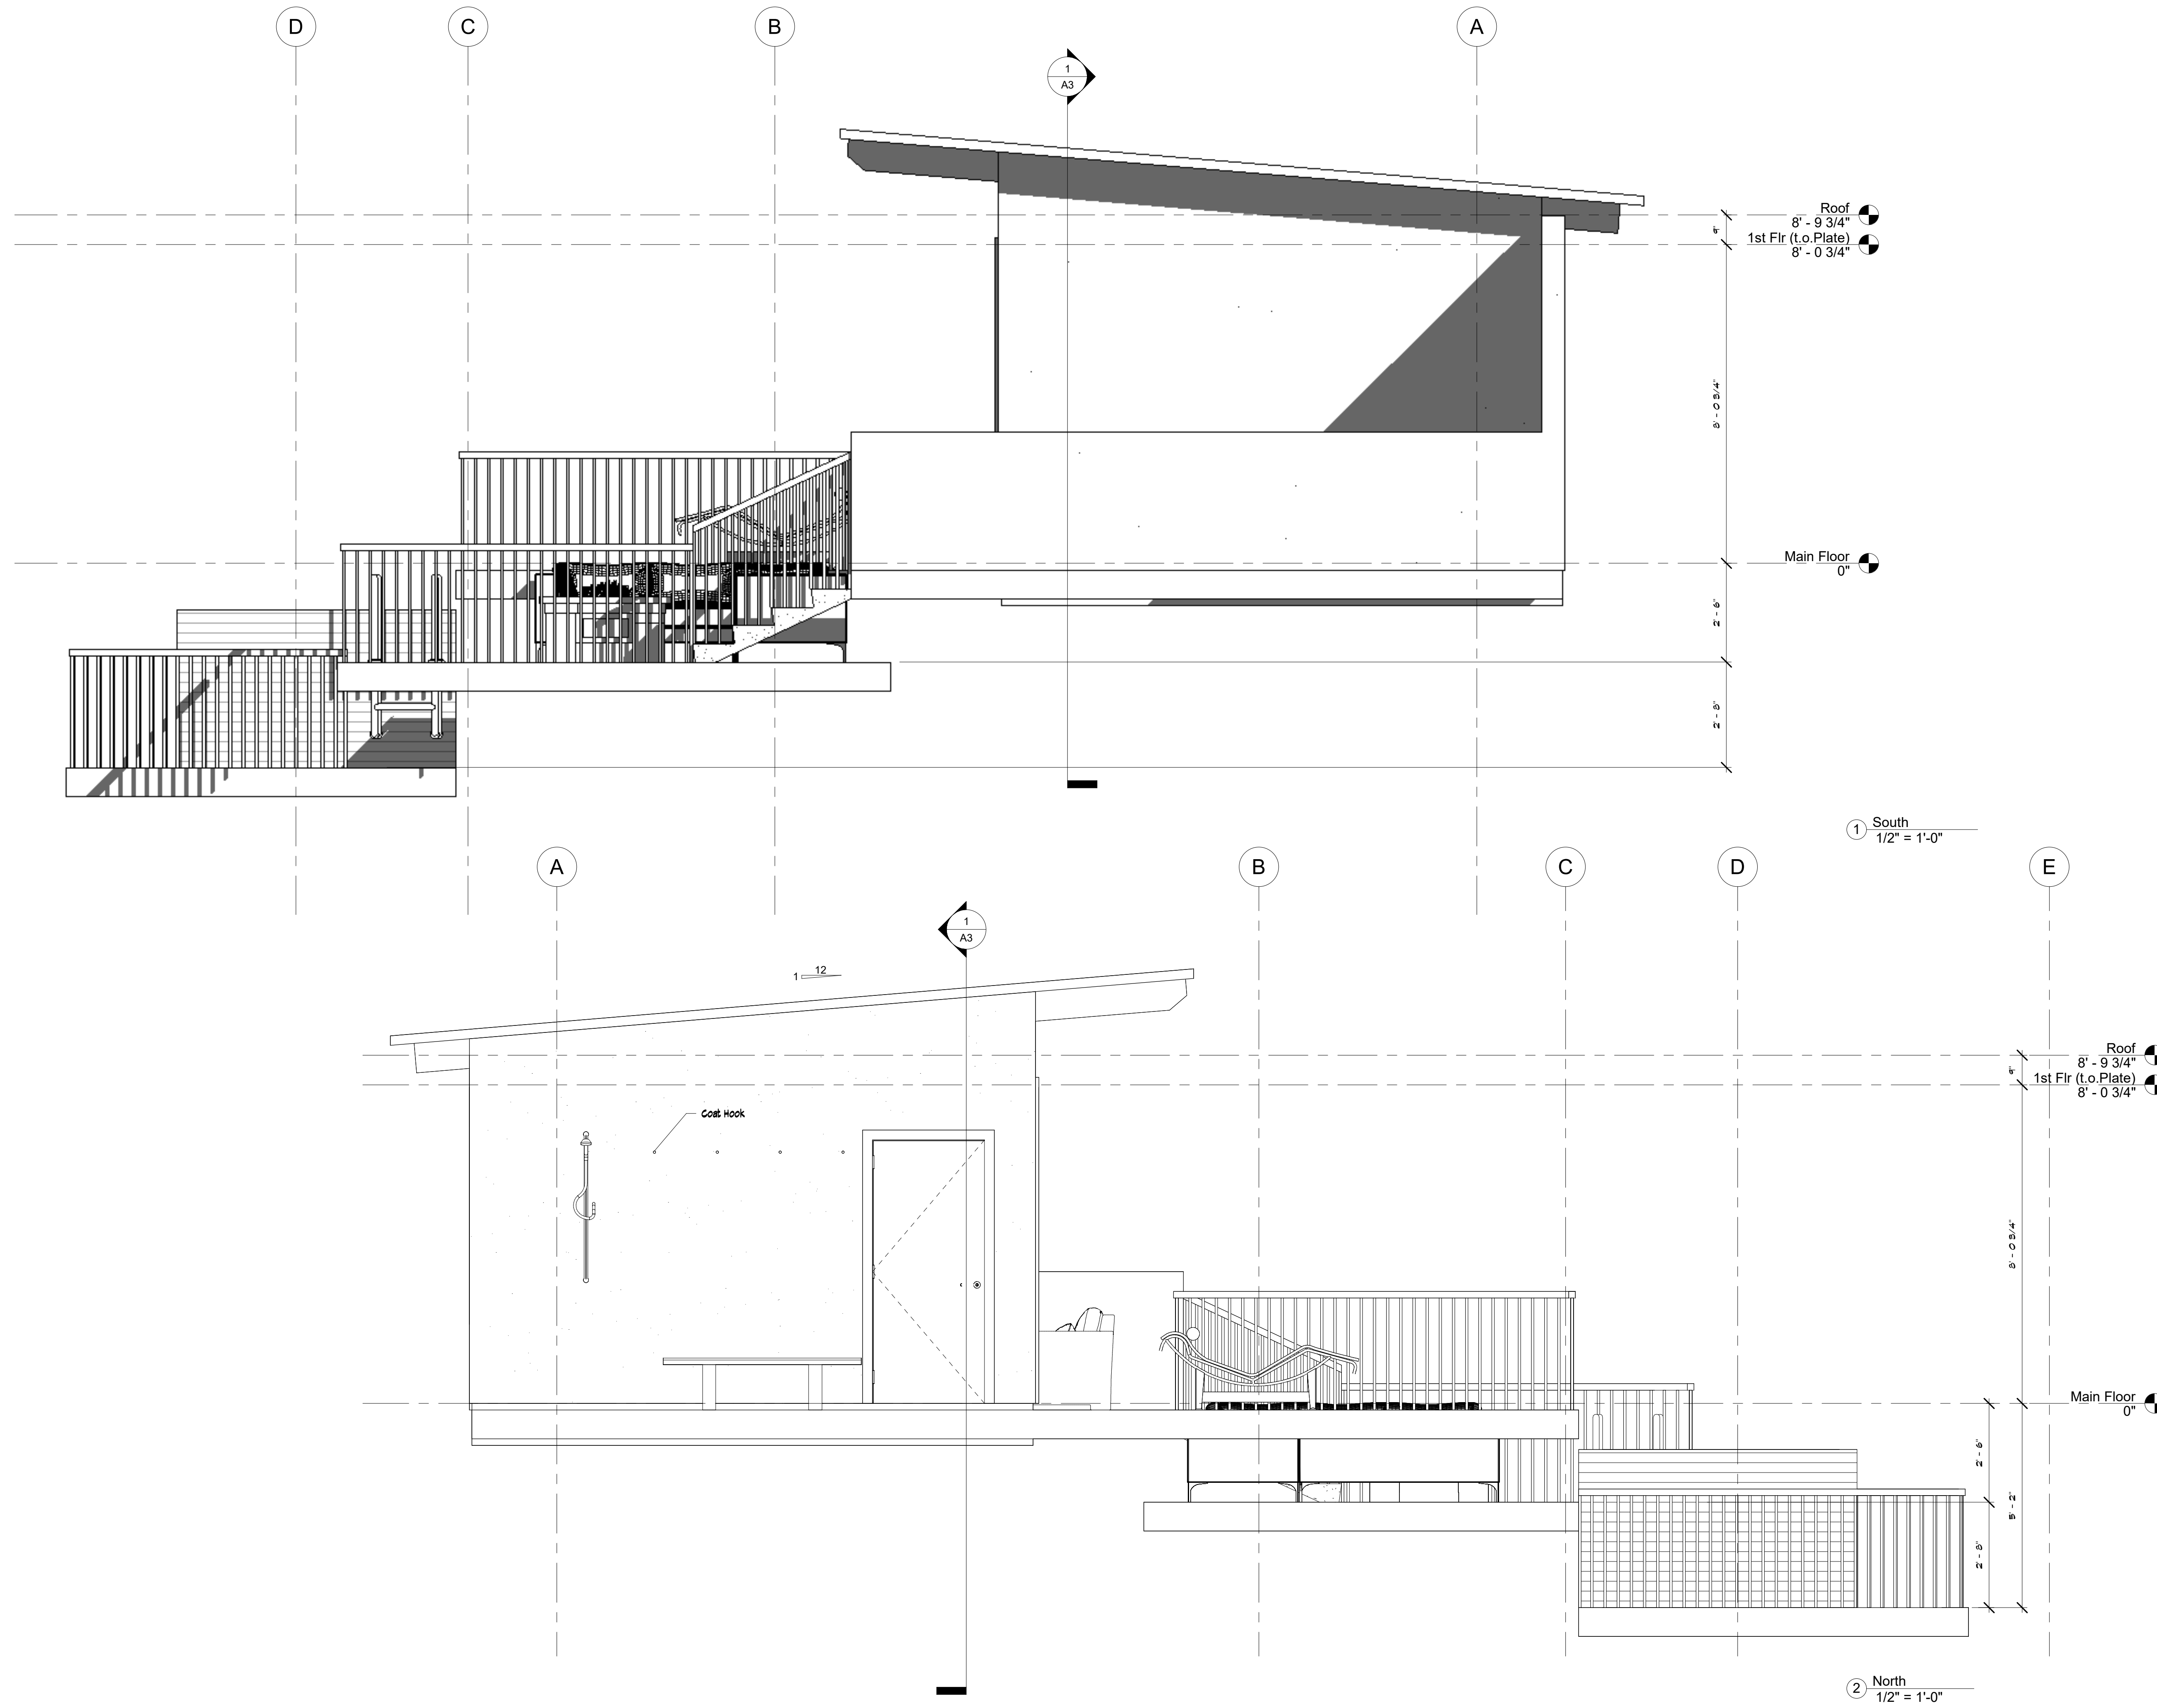 D
C
B
A
1
A3
Roof
8' - 9 3/4"
9"
1st Flr (t.o.Plate)
8' - 0 3/4"
8' - 0 3/4"
Main Floor
0"
2' - 6"
2' - 8"
1 South
1/2" = 1'-0"
A
B
C
D
E
1
A3
12
1
Roof
8' - 9 3/4"
9"
1st Flr (t.o.Plate)
8' - 0 3/4"
Coat Hook
8' - 0 3/4"
Main Floor
0"
2' - 6"
5' - 2"
2' - 8"
2 North
1/2" = 1'-0"